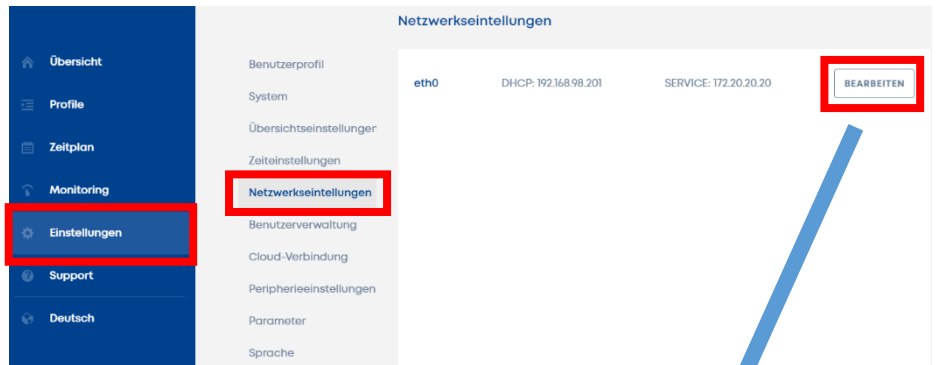 Netzwerkseintellungen
Übersicht
Profile
Zeitplan
Monitoring
Einstellungen
Support
Deutsch
Benutzerprofil
System
Übersichtseinstellunger
Zeiteinstellungen
Netzwerkseintellungen
Benutzerverwaltung
Cloud-Verbindung
Peripherieeinstellungen
Parameter
Sprache
eth0 DHCP: 192.168.98.201 SERVICE: 172.20.20.20 BEARBEITEN